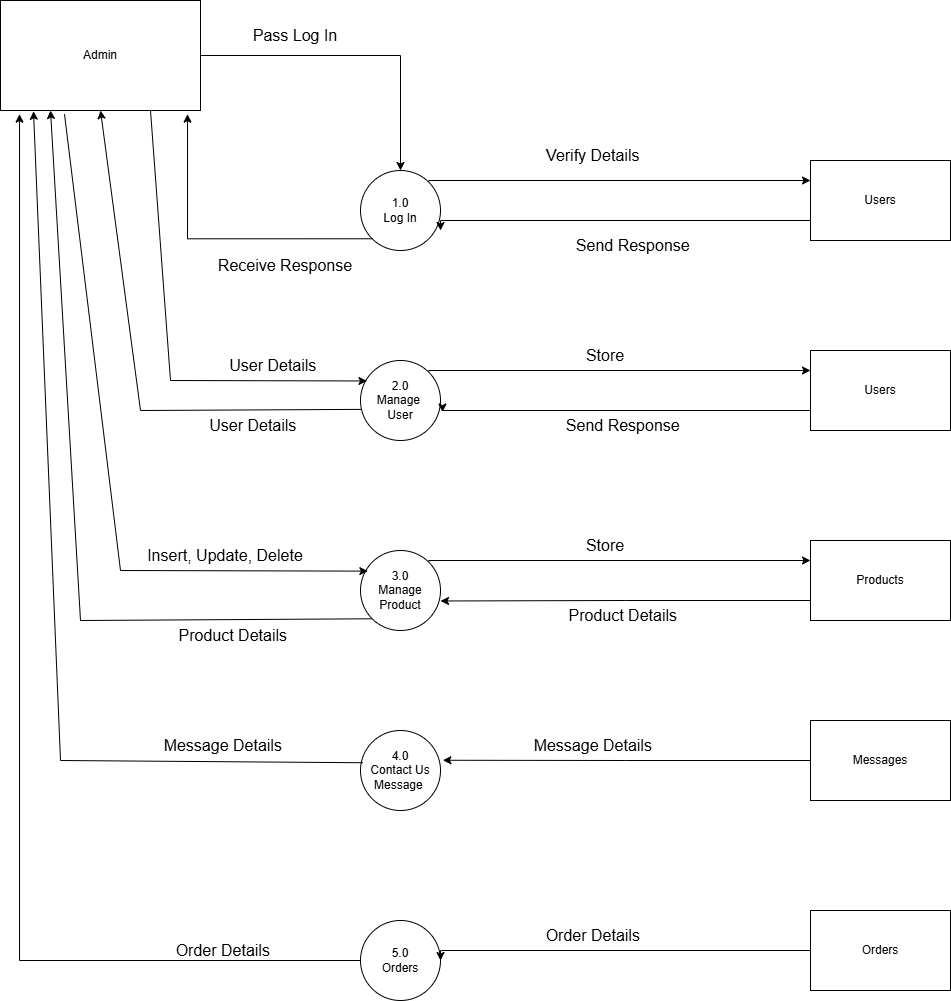 Pass Log In
Admin
Verify Details
1.0
Log In
Users
Send Response
Receive Response
Store
User Details
2.0
Manage
User
Users
User Details
Send Response
Store
Insert, Update, Delete
3.0
Manage
Product
Products
Product Details
Product Details
Message Details
Message Details
4.0
Contact Us
Message
Messages
Order Details
Order Details
5.0
Orders
Orders